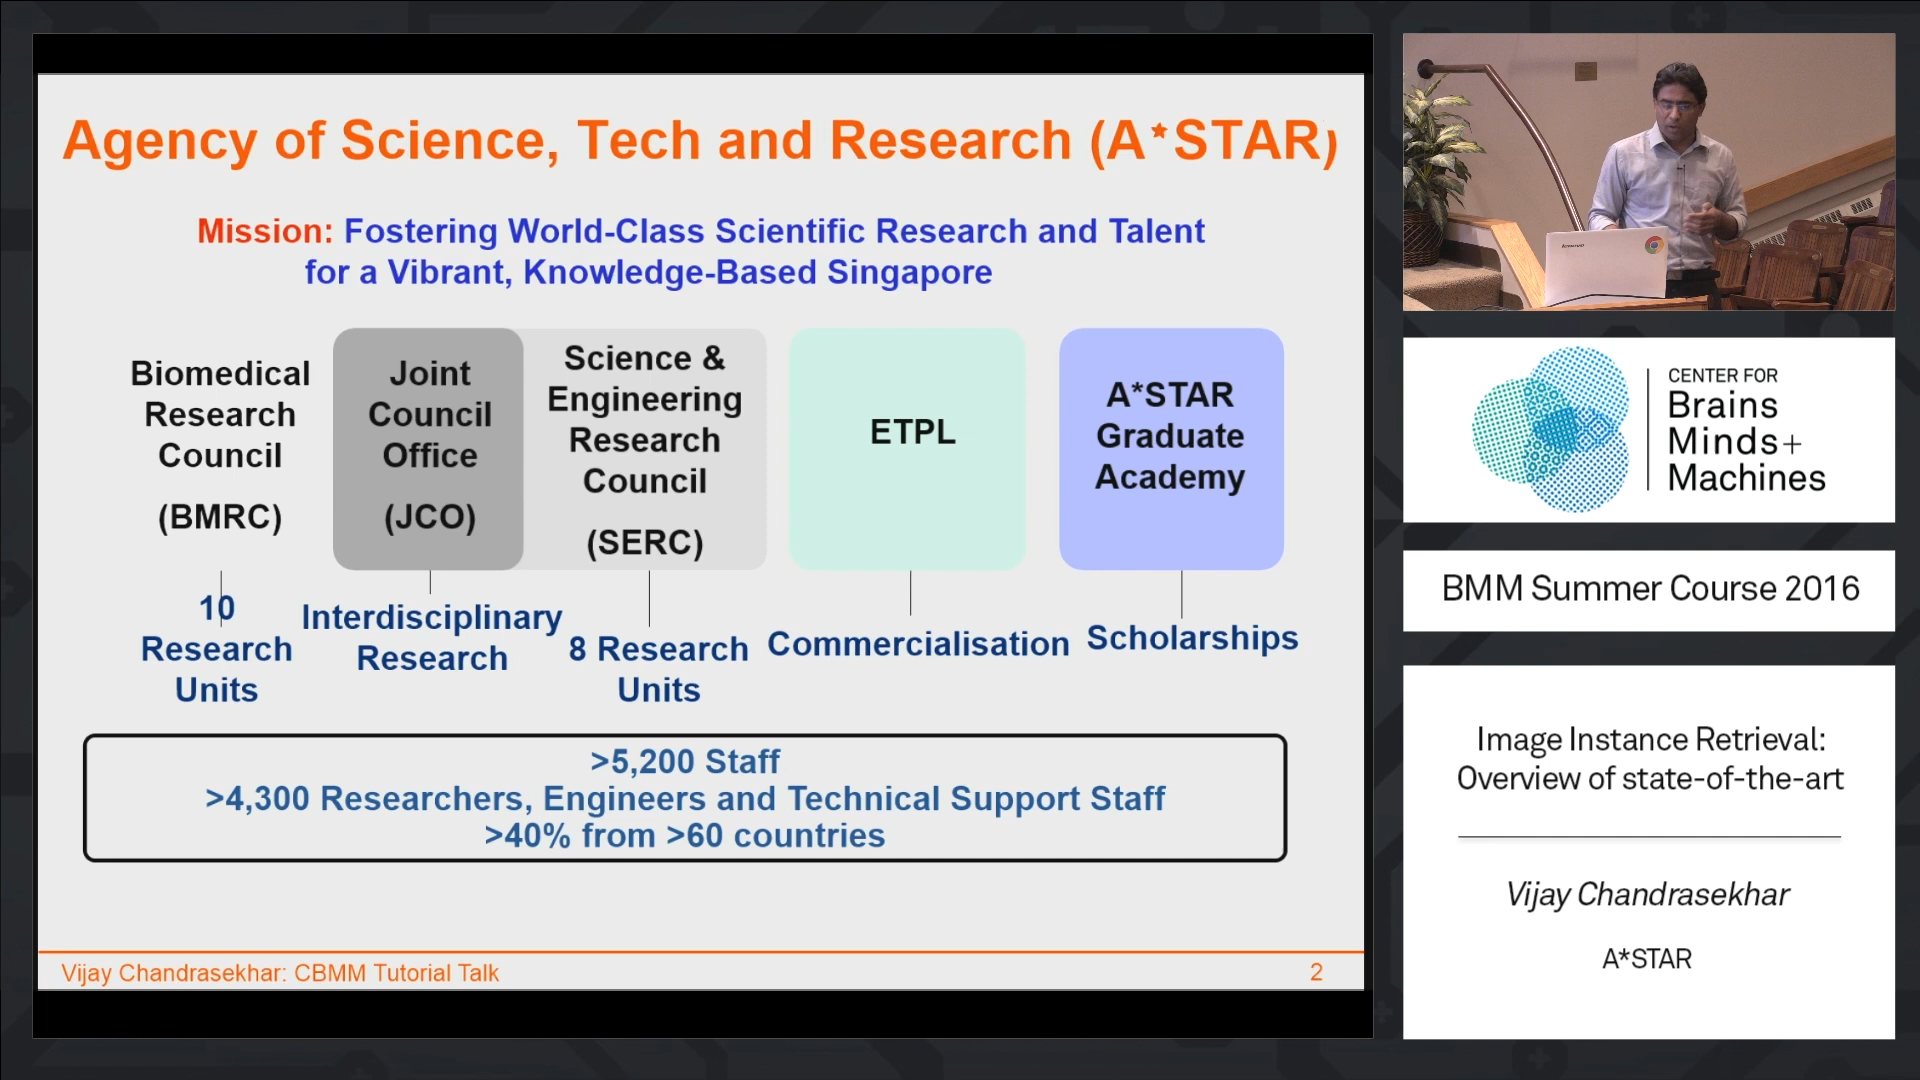 Agency of Science, Tech and Research (A*STAR)
Mission: Fostering World-Class Scientific Research and Talent
for a Vibrant, Knowledge-Based Singapore
Biomedical
Research
Council
(BMRC)
Joint
Council
Office
(JCO)
Science &
Engineering
Research
Council
(SERC)
ETPL
A*STAR
Graduate
Academy
10
Research
Units
Interdisciplinary
Research
8 Research
Units
Commercialisation
Scholarships
>5,200 Staff
>4,300 Researchers, Engineers and Technical Support Staff
>40% from >60 countries
Vijay Chandrasekhar: CBMM Tutorial Talk
2
lenovo
CENTER FOR
Brains
Minds+
Machines
BMM Summer Course 2016
Image Instance Retrieval:
Overview of state-of-the-art
Vijay Chandrasekhar
A*STAR